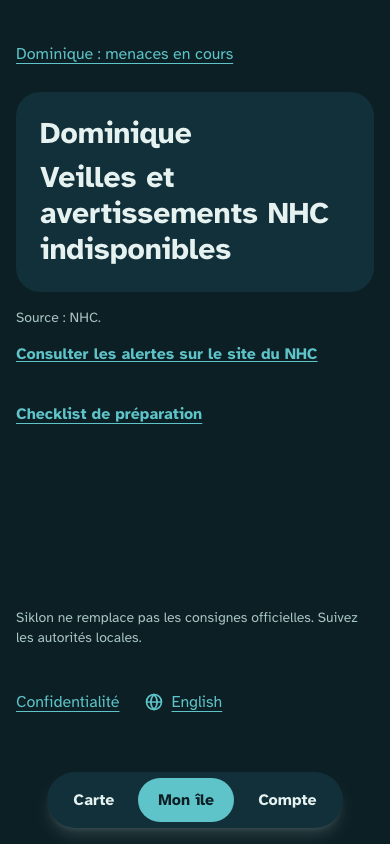 Dominique : menaces en cours
Dominique
Veilles et
avertissements NHC
indisponibles
Source : NHC.
Consulter les alertes sur le site du NHC
Checklist de préparation
Siklon ne remplace pas les consignes officielles. Suivez
les autorités locales.
Confidentialité English
Carte Mon île Compte